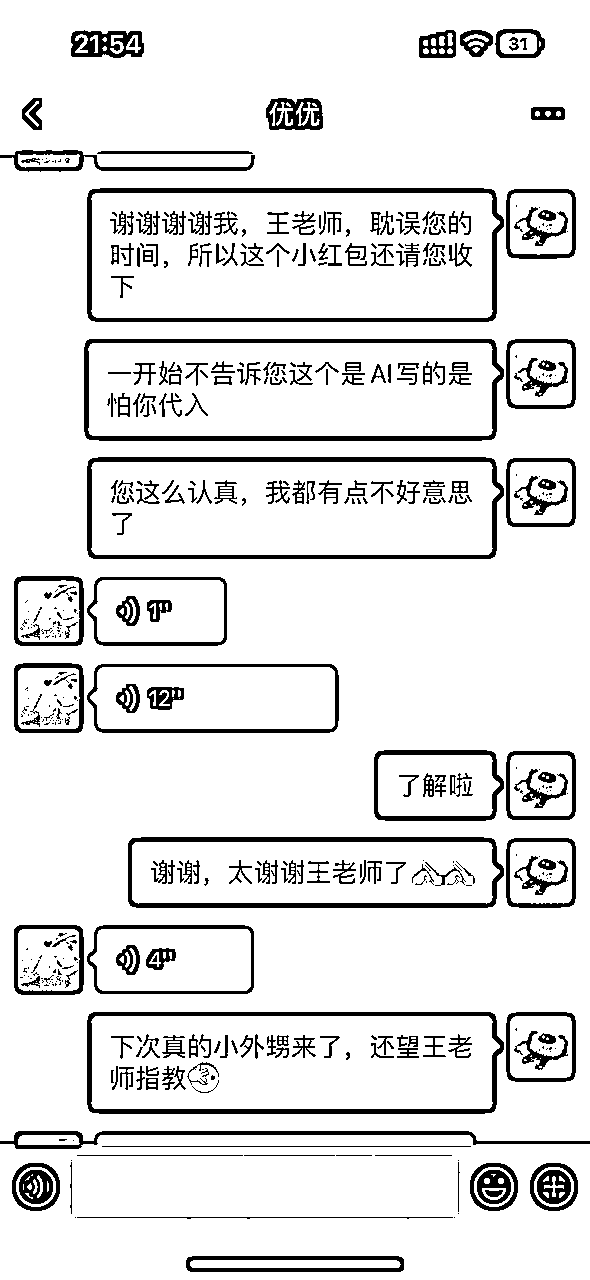 21:54
31
优优
谢谢谢谢我，王老师，耽误您的
时间，所以这个小红包还请您收
下
一开始不告诉您这个是AI写的是
怕你代入
您这么认真，我都有点不好意思
了
1"
12"
了解啦
谢谢，太谢谢王老师了
4"
下次真的小外甥来了，还望王老
师指教